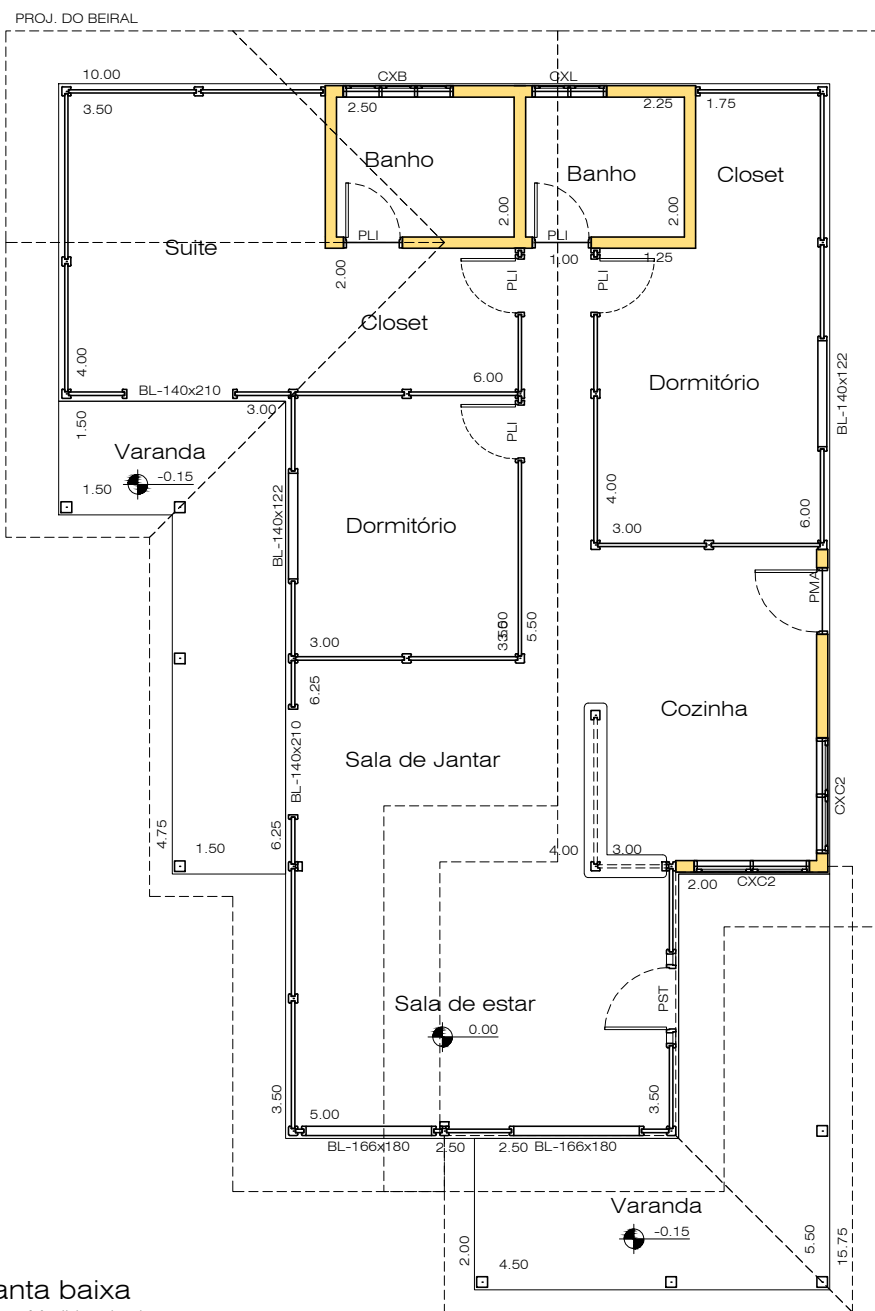 PROJ. DO BEIRAL
10.00
CXB
CXL
3.50
2.50
2.25
1.75
Banho
Banho
Closet
2.00
2.00
Suite
PLI
PLI
2.00
1.00
1.25
PLI
PLI
Closet
4.00
6.00
BL-140x210
3.00
Dormitório
BL-140x122
1.50
Varanda
-0.15
1.50
PLI
BL-140x122
Dormitório
4.00
3.00
6.00
PMA
3.00
5.50
6.25
Cozinha
BL-140x210
Sala de Jantar
CXC2
4.75
1.50
6.25
4.00
3.00
2.00
CXC2
Sala de estar
0.00
PST
3.50
5.00
3.50
BL-166x180
2.50
2.50
BL-166x180
Varanda
-0.15
2.00
4.50
5.50
15.75
anta baixa